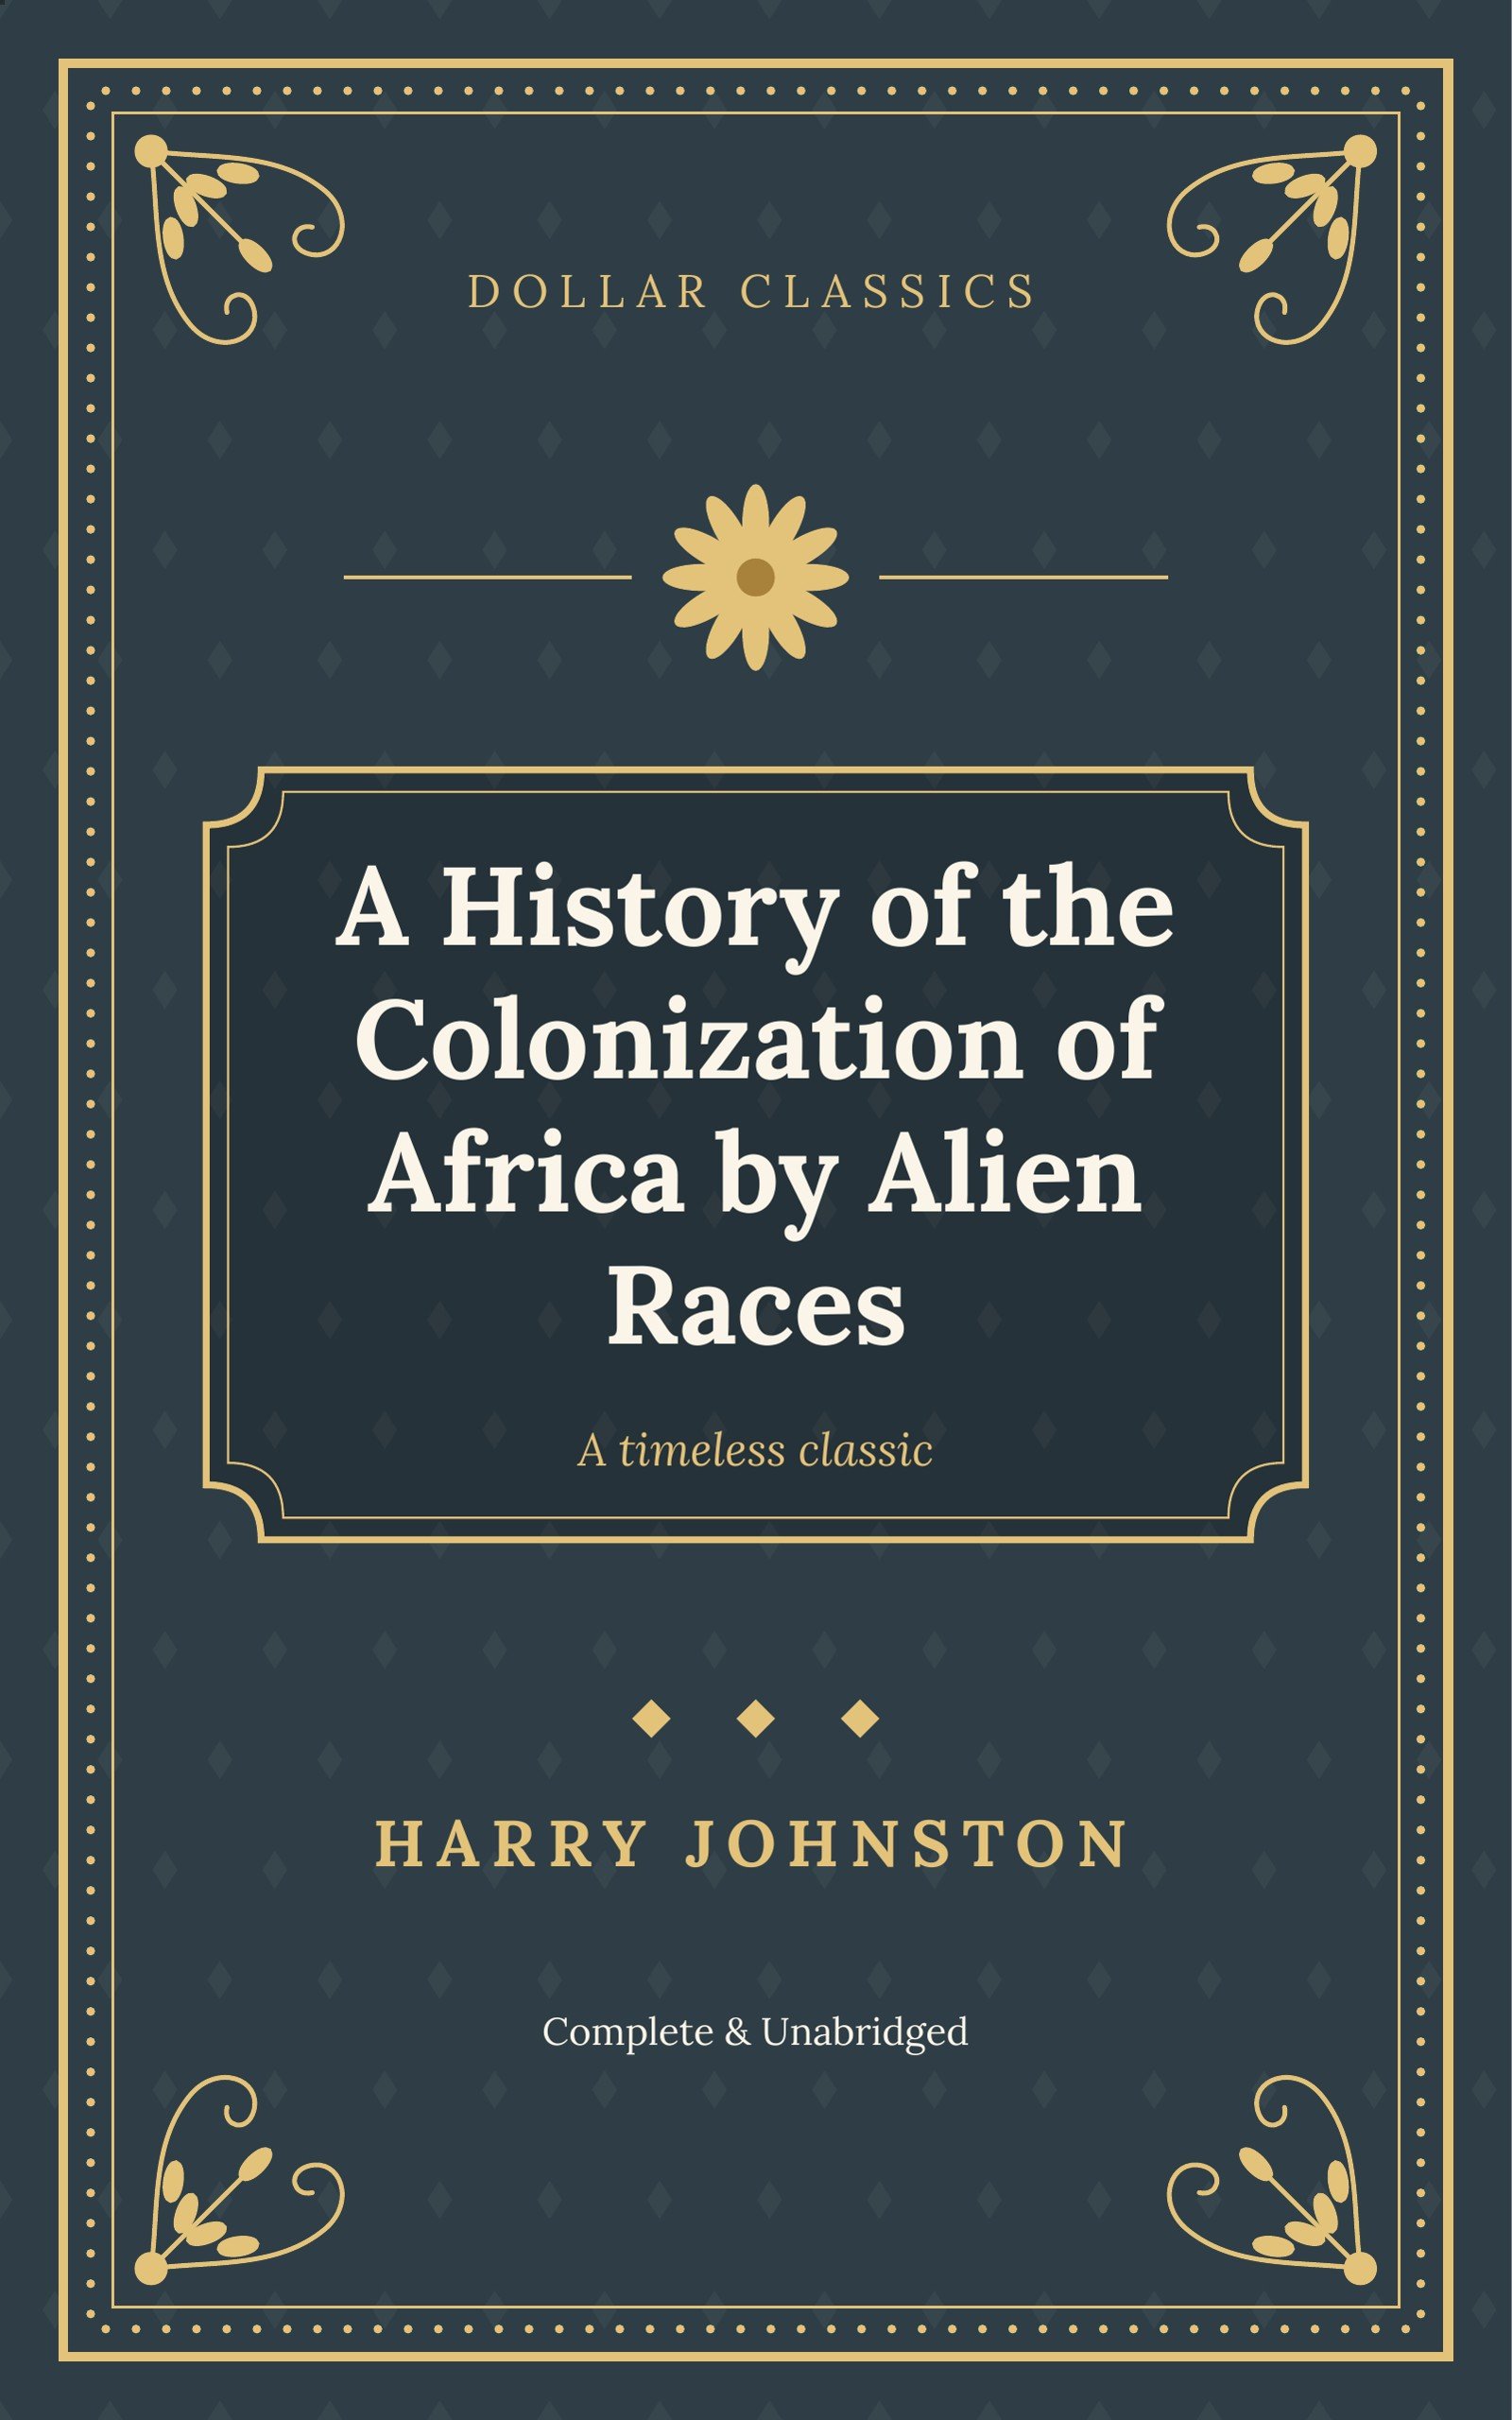 DOLLAR CLASSICS
A History of the
Colonization of
Africa by Alien
Races
A timeless classic
HARRY JOHNSTON
Complete & Unabridged